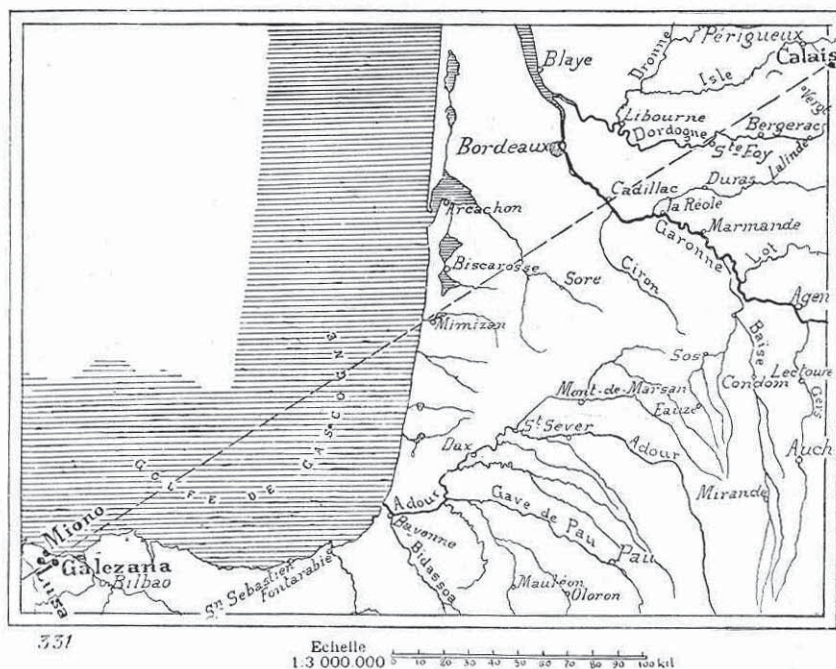 Périgueux
Calais
Dronne
Isle
Blaye
Vergt
Libourne
Dordogne
Bergerac
Ste Foy
Lalinde
Bordeaux
Duras
Cadillac
la Réole
Arcachon
Marmande
Garonne
Lot
Biscarosse
Sore
Ciron
Agen
Mimizan
Baïse
Sos
Lectoure
Condom
Mont-de-Marsan
Eauze
Gers
St Sever
Dax
Adour
Auch
GOLFE DE GASCOGNE
Adour
Gave de Pau
Mirande
Bayonne
Miono
Galezana
Bilbao
Sn Sebastien
Fontarabie
Bidassoa
Pau
Mauléon
Oloron
331
Echelle
1:3 000 000
0 10 20 30 40 50 60 70 80 90 100 kil